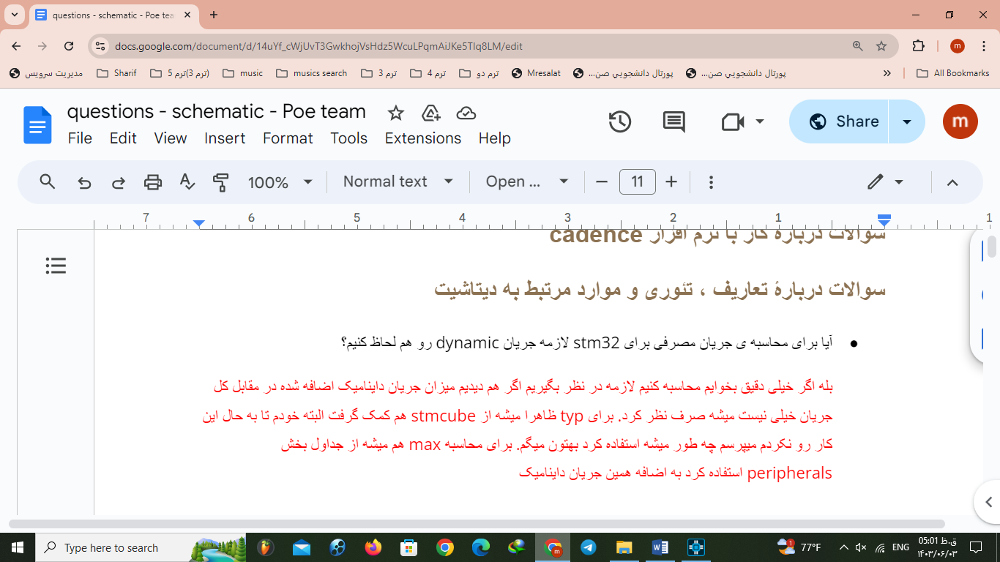 questions - schematic - Poe tea
docs.google.com/document/d/14uYf_cWjUvT3GwkhojVsHdz5WcuLPqmAiJKe5TIq8LM/edit
m
مدیریت سرویس
Sharif
ترم 5 (ترم 3)
music
musics search
ترم 3
ترم 4
ترم دو
Mresalat
پورتال دانشجويي صن...
پورتال دانشجويي صن...
All Bookmarks
questions - schematic - Poe team
Share
m
File Edit View Insert Format Tools Extensions Help
100% Normal text Open ... 11
7 6 5 4 3 2 1 1
سوالات دربارهٔ کار با نرم افزار cadence
سوالات دربارهٔ تعاریف ، تئوری و موارد مرتبط به دیتاشیت
● آیا برای محاسبه ی جریان مصرفی برای stm32 لازمه جریان dynamic رو هم لحاظ کنیم؟
بله اگر خیلی دقیق بخوایم محاسبه کنیم لازمه در نظر بگیریم اگر هم دیدیم میزان جریان داینامیک اضافه شده در مقابل کل
جریان خیلی نیست میشه صرف نظر کرد. برای typ ظاهرا میشه از stmcube هم کمک گرفت البته خودم تا به حال این
کار رو نکردم میپرسم چه طور میشه استفاده کرد بهتون میگم. برای محاسبه max هم میشه از جداول بخش
peripherals استفاده کرد به اضافه همین جریان داینامیک
Type here to search
m
1
77°F
ENG
05:01 ق.ظ
۱۴۰۳/۰۶/۰۳